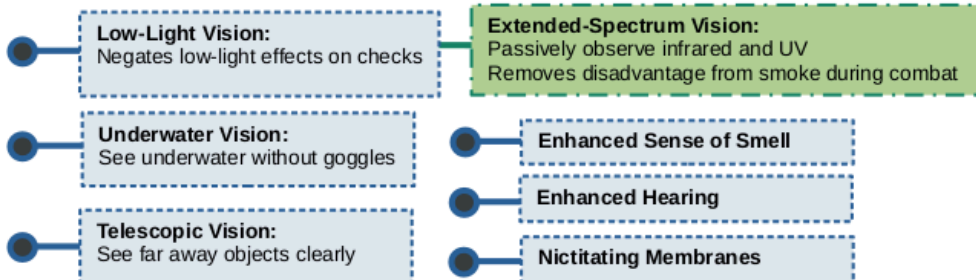 Low-Light Vision:
Negates low-light effects on checks
Extended-Spectrum Vision:
Passively observe infrared and UV
Removes disadvantage from smoke during combat
Underwater Vision:
See underwater without goggles
Enhanced Sense of Smell
Enhanced Hearing
Telescopic Vision:
See far away objects clearly
Nictitating Membranes